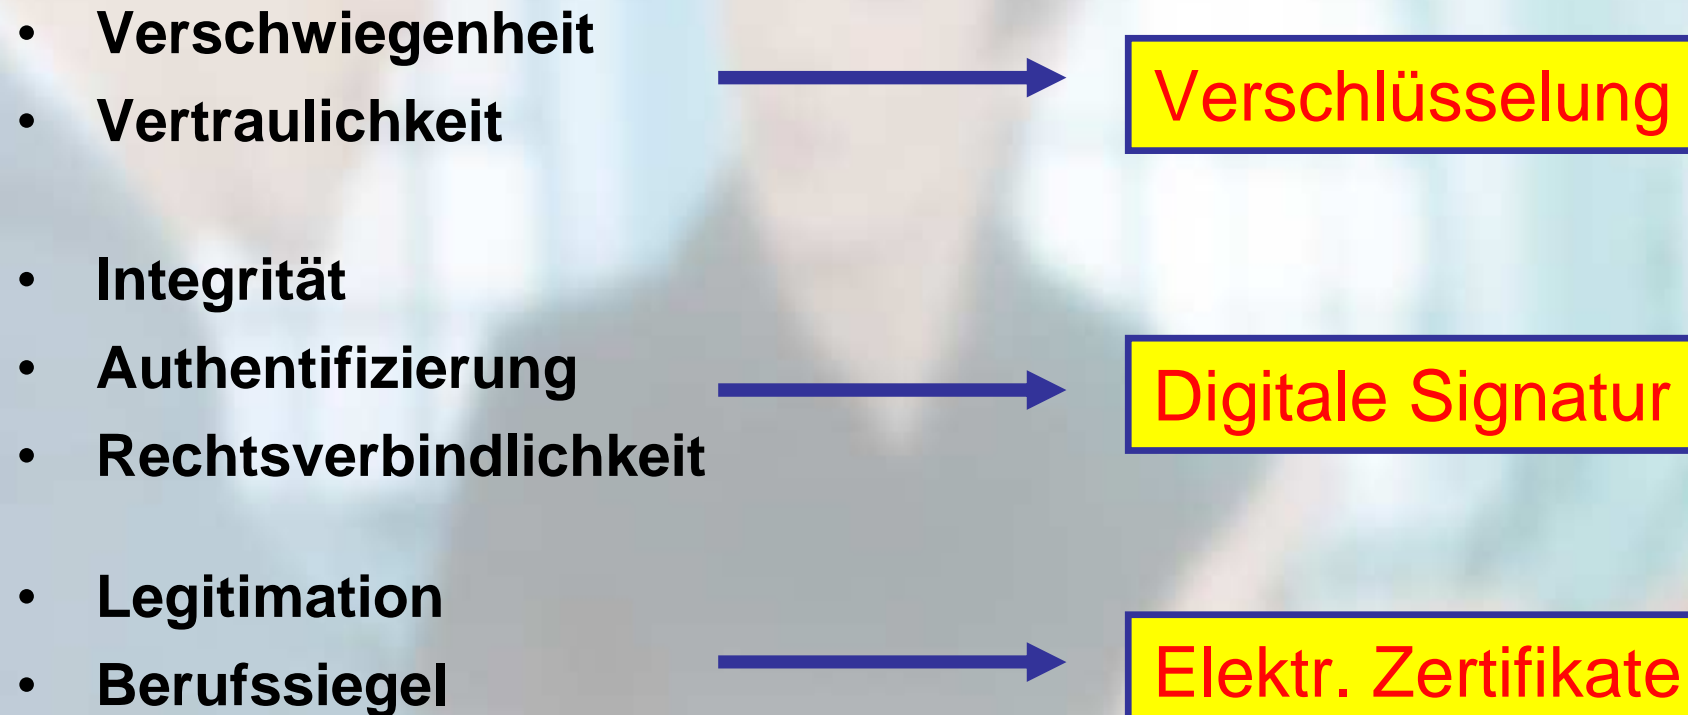 • Verschwiegenheit
• Vertraulichkeit
Verschlüsselung
• Integrität
• Authentifizierung
• Rechtsverbindlichkeit
Digitale Signatur
• Legitimation
• Berufssiegel
Elektr. Zertifikate